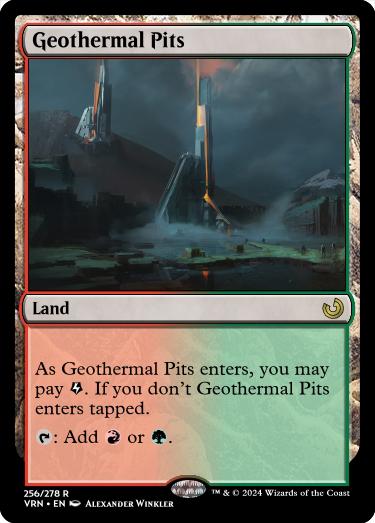 Geothermal Pits
Land
As Geothermal Pits enters, you may
pay . If you don't Geothermal Pits
enters tapped.
: Add or .
256/278 R
VRN • EN Alexander Winkler
™ & © 2024 Wizards of the Coast